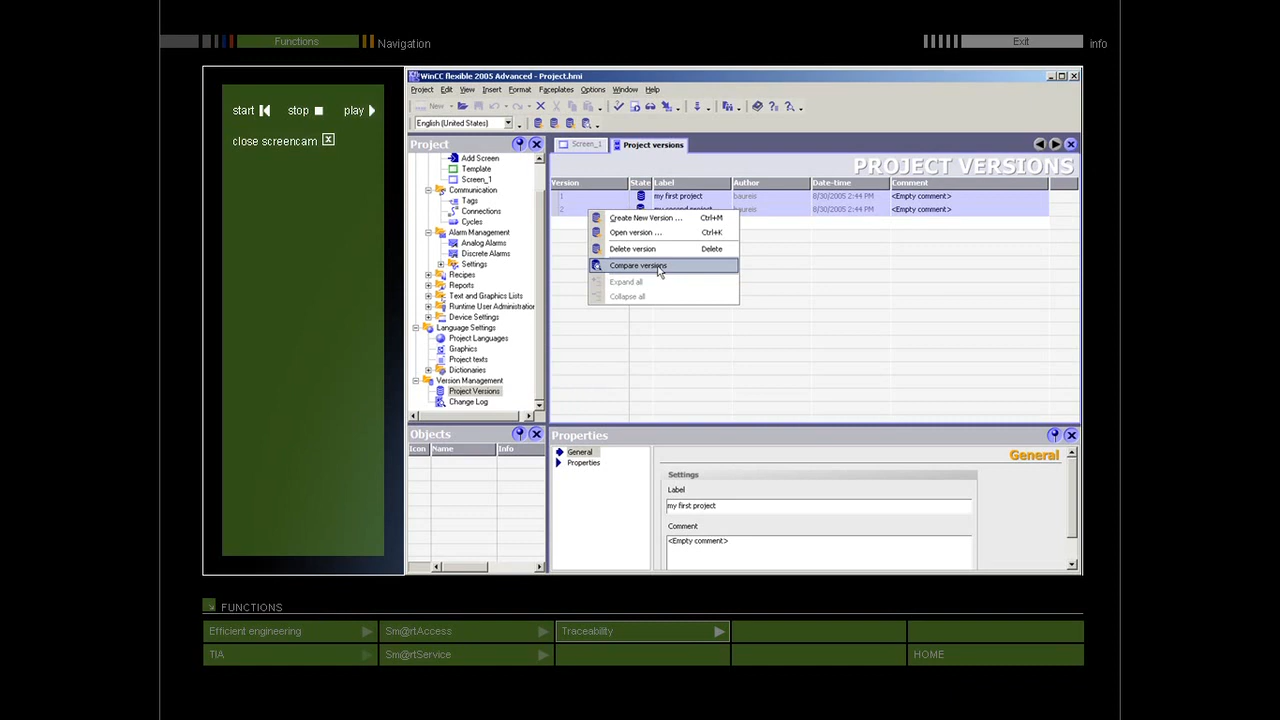 Functions
Navigation
Exit
info
start
stop
play
close screencam
WinCC flexible 2005 Advanced - Project.hmi
Project Edit View Insert Format Faceplates Options Window Help
New
English (United States)
Project
Add Screen
Template
Screen_1
Communication
Tags
Connections
Cycles
Alarm Management
Analog Alarms
Discrete Alarms
Settings
Recipes
Reports
Text and Graphics Lists
Runtime User Administration
Device Settings
Language Settings
Project Languages
Graphics
Project texts
Dictionaries
Version Management
Project Versions
Change Log
Screen_1
Project versions
PROJECT VERSIONS
Version State Label Author Date-time Comment
1 my first project baureis 8/30/2005 2:44 PM <Empty comment>
2 my second project baureis 8/30/2005 2:44 PM <Empty comment>
Create New Version ... Ctrl+M
Open version ... Ctrl+K
Delete version Delete
Compare versions
Expand all
Collapse all
Objects
Icon Name Info
Properties
General
Properties
General
Settings
Label
my first project
Comment
<Empty comment>
FUNCTIONS
Efficient engineering
Sm@rtAccess
Traceability
TIA
Sm@rtService
HOME